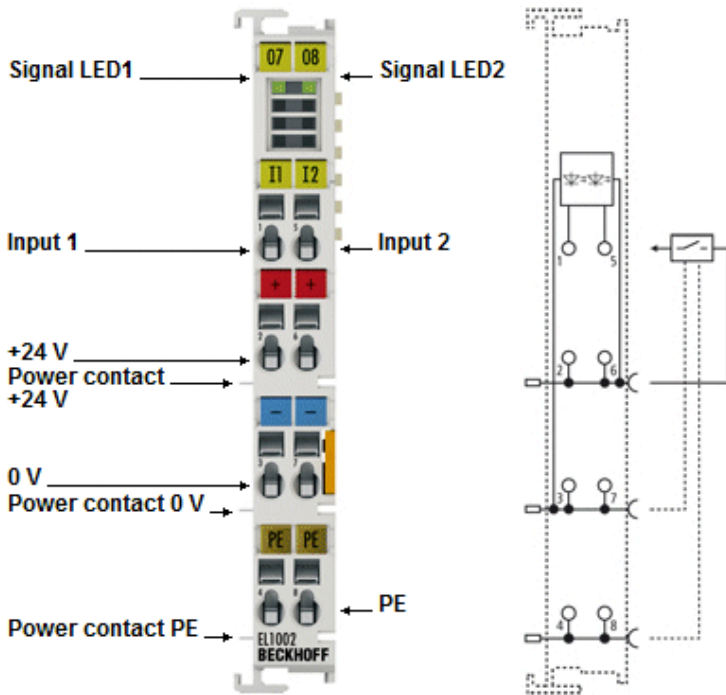 07 08
Signal LED1
Signal LED2
I1 I2
1 5
Input 1
Input 2
1 5
+ +
2 6
+24 V
Power contact
+24 V
2 6
− −
3 7
0 V
Power contact 0 V
3 7
PE PE
4 8
PE
Power contact PE
4 8
EL1002
BECKHOFF